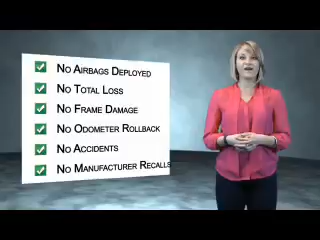 No Airbags Deployed
No Total Loss
No Frame Damage
No Odometer Rollback
No Accidents
No Manufacturer Recalls